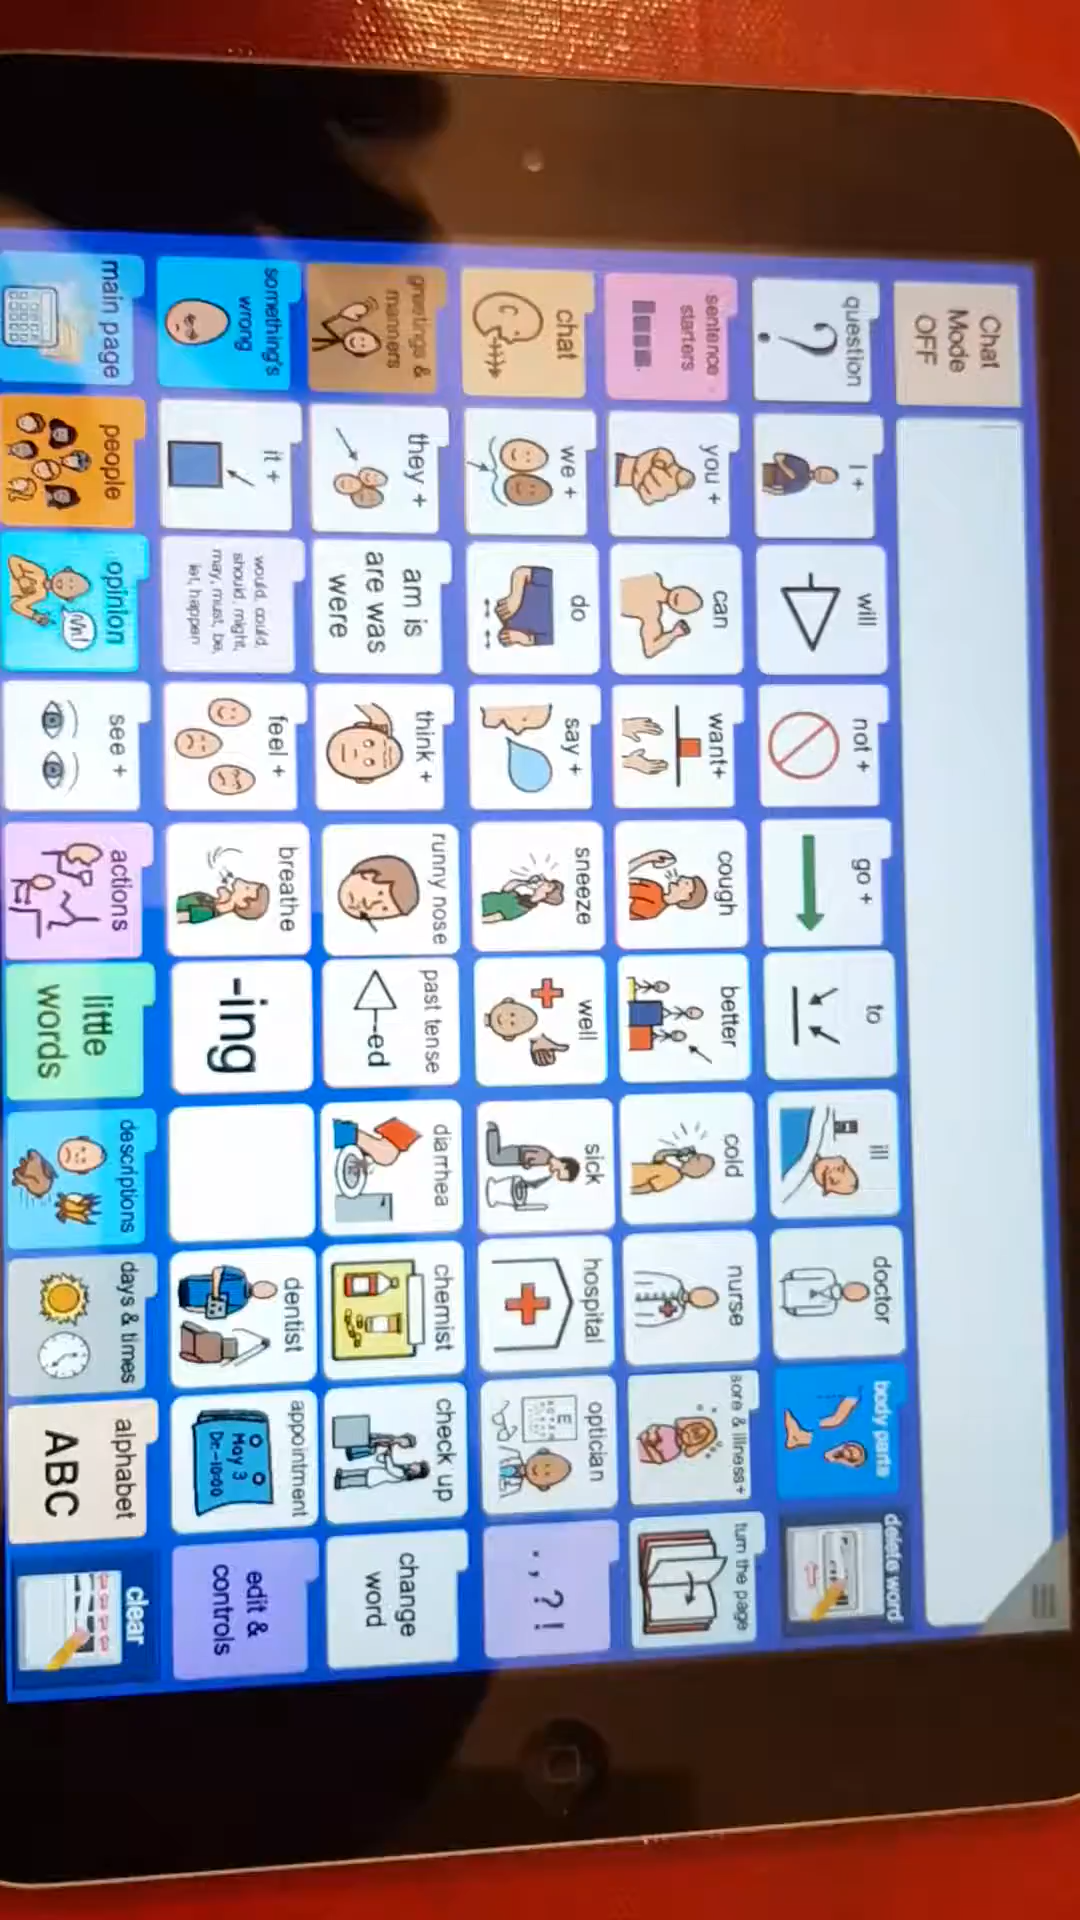 Chat
Mode
OFF
question
I +
will
not +
go +
to
ill
doctor
body parts
delete word
sentence
starters
you +
can
want+
cough
better
cold
nurse
sore & illness+
turn the page
chat
we +
do
say +
sneeze
well
sick
hospital
optician
. , ? !
greetings &
manners
they +
am is
are was
were
think +
runny nose
past tense
-ed
diarrhea
chemist
check up
change
word
something's
wrong
it +
would, could,
should, might,
may, must, be,
let, happen
feel +
breathe
-ing
dentist
appointment
May 3
Dr.-10:00
edit &
controls
main page
people
opinion
see +
actions
little
words
descriptions
days & times
alphabet
ABC
clear